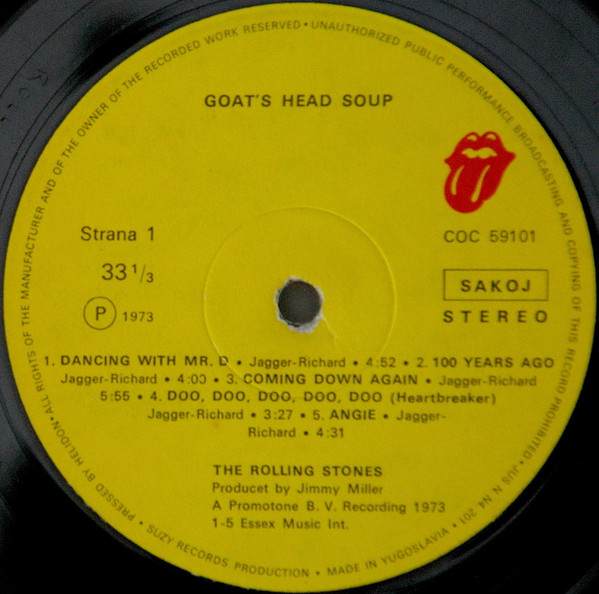 GOAT'S HEAD SOUP
Strana 1
33 1/3
P 1973
COC 59101
SAKOJ
STEREO
1. DANCING WITH MR. D • Jagger-Richard • 4:52 • 2. 100 YEARS AGO
Jagger-Richard • 4:00 • 3. COMING DOWN AGAIN • Jagger-Richard
5:55 • 4. DOO, DOO, DOO, DOO, DOO (Heartbreaker)
Jagger-Richard • 3:27 • 5. ANGIE • Jagger-
Richard • 4:31
THE ROLLING STONES
Producet by Jimmy Miller
A Promotone B. V. Recording 1973
1-5 Essex Music Int.
ALL RIGHTS OF THE MANUFACTURER AND OF THE OWNER OF THE RECORDED WORK RESERVED • UNAUTHORIZED PUBLIC PERFORMANCE BROADCASTING AND COPYING OF THIS RECORD PROHIBITED • JUS N N4 201 • MADE IN YUGOSLAVIA • SUZY RECORDS PRODUCTION • PRESSED BY HELIDON •